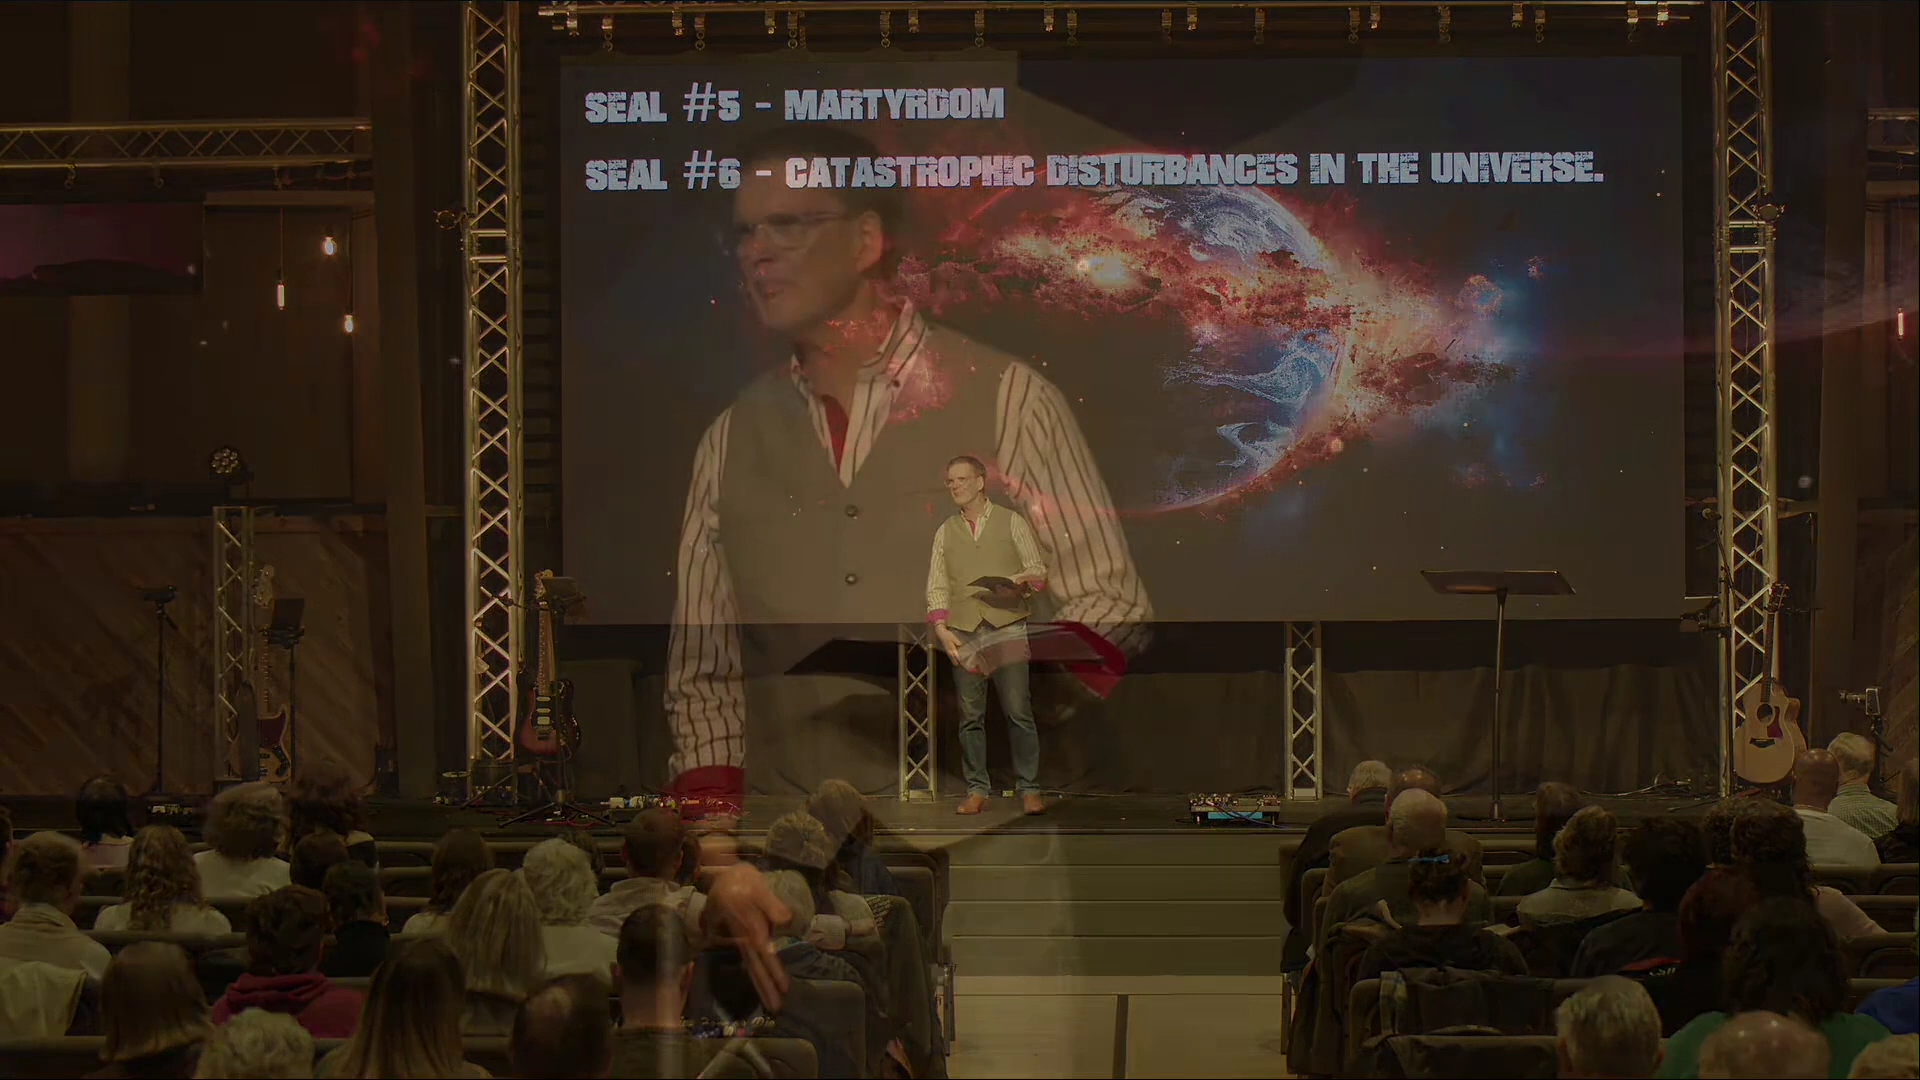 SEAL #5 - MARTYRDOM
SEAL #6 - CATASTROPHIC DISTURBANCES IN THE UNIVERSE.